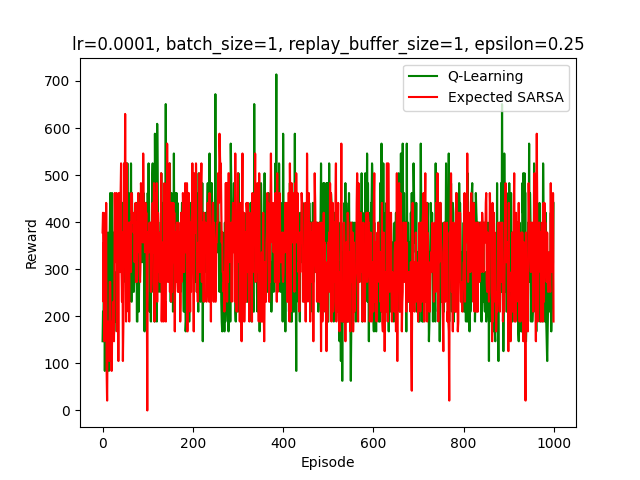 lr=0.0001, batch_size=1, replay_buffer_size=1, epsilon=0.25
Q-Learning
Expected SARSA
Reward
700
600
500
400
300
200
100
0
0 200 400 600 800 1000
Episode